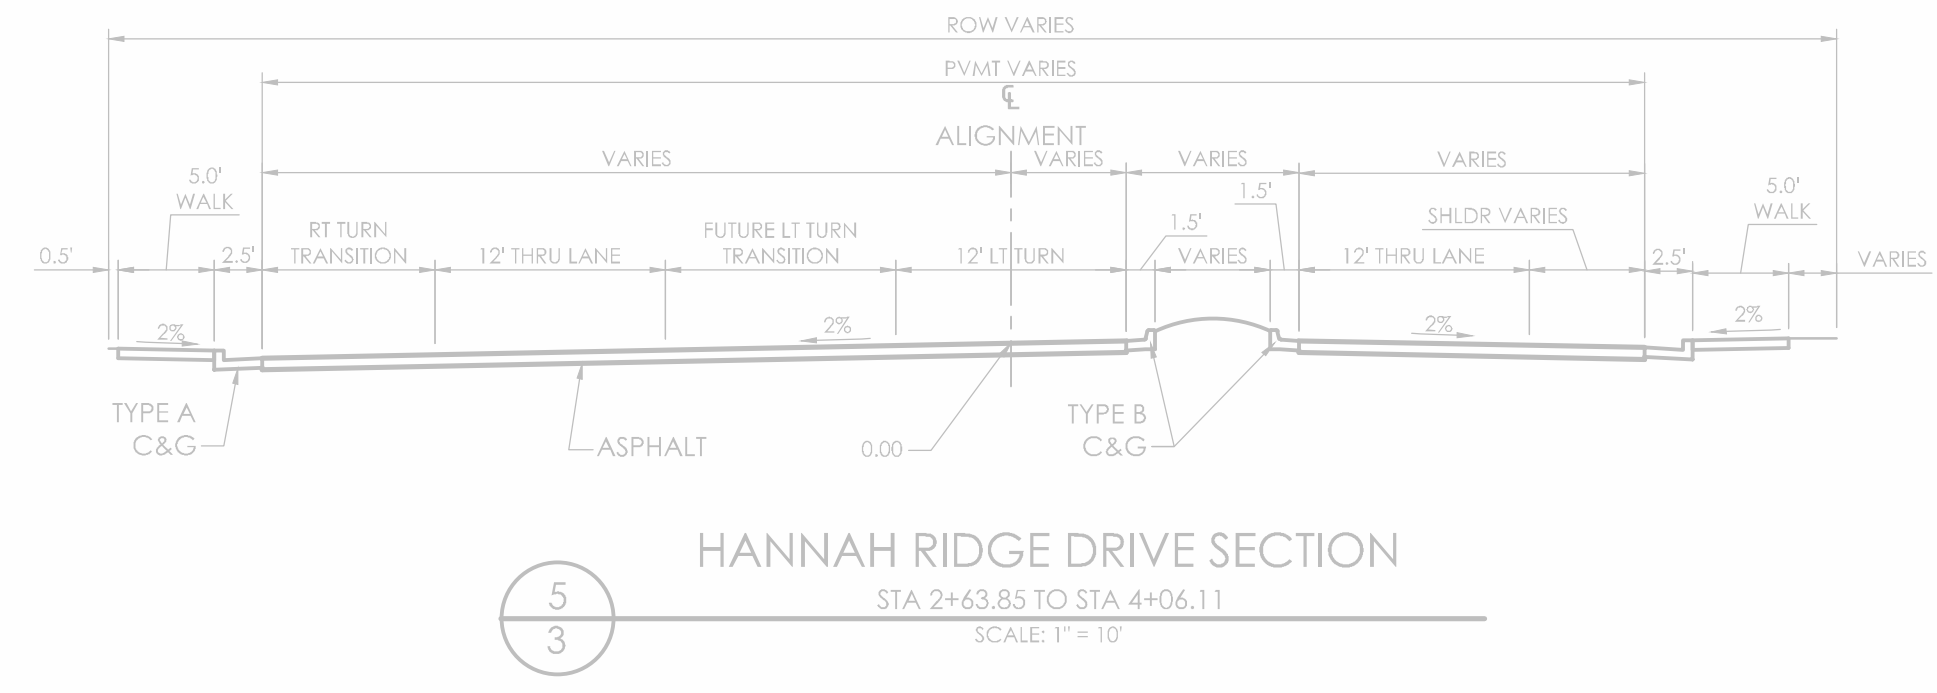 ROW VARIES
PVMT VARIES
℄
ALIGNMENT
VARIES
VARIES
VARIES
VARIES
5.0'
WALK
1.5'
5.0'
WALK
1.5'
SHLDR VARIES
RT TURN
TRANSITION
FUTURE LT TURN
TRANSITION
0.5'
2.5'
12' THRU LANE
12' LT TURN
VARIES
12' THRU LANE
2.5'
VARIES
2%
2%
2%
2%
TYPE A
C&G
ASPHALT
0.00
TYPE B
C&G
HANNAH RIDGE DRIVE SECTION
5
3
STA 2+63.85 TO STA 4+06.11
SCALE: 1" = 10'